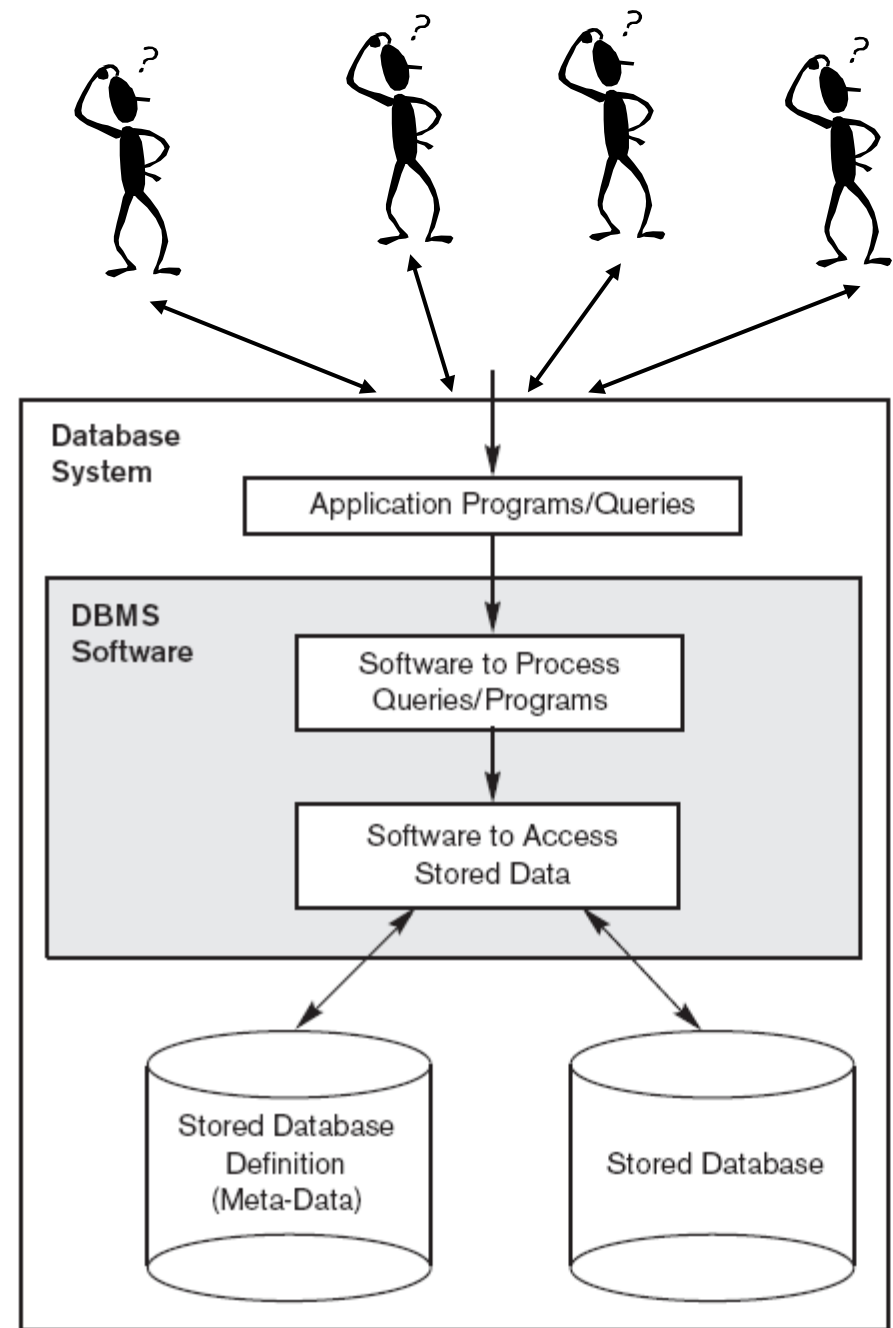 ?
?
?
?
Database
System
Application Programs/Queries
DBMS
Software
Software to Process
Queries/Programs
Software to Access
Stored Data
Stored Database
Definition
(Meta-Data)
Stored Database